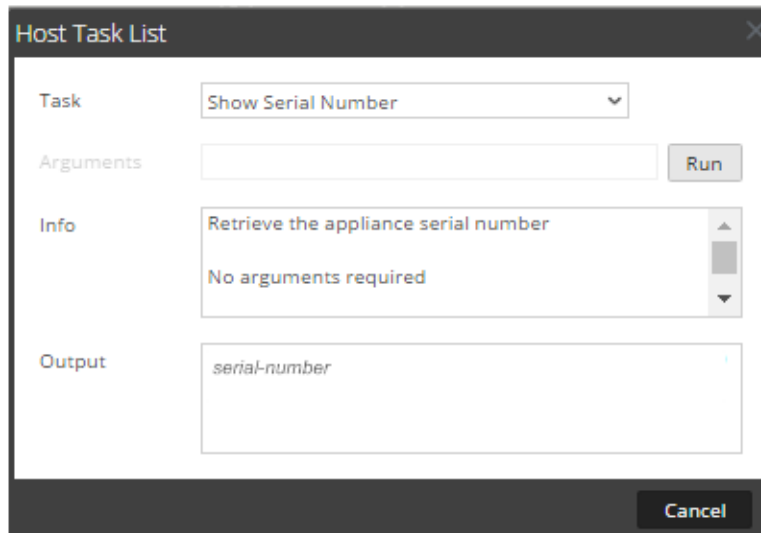 Host Task List
Task
Show Serial Number
Arguments
Run
Info
Retrieve the appliance serial number
No arguments required
Output
serial-number
Cancel